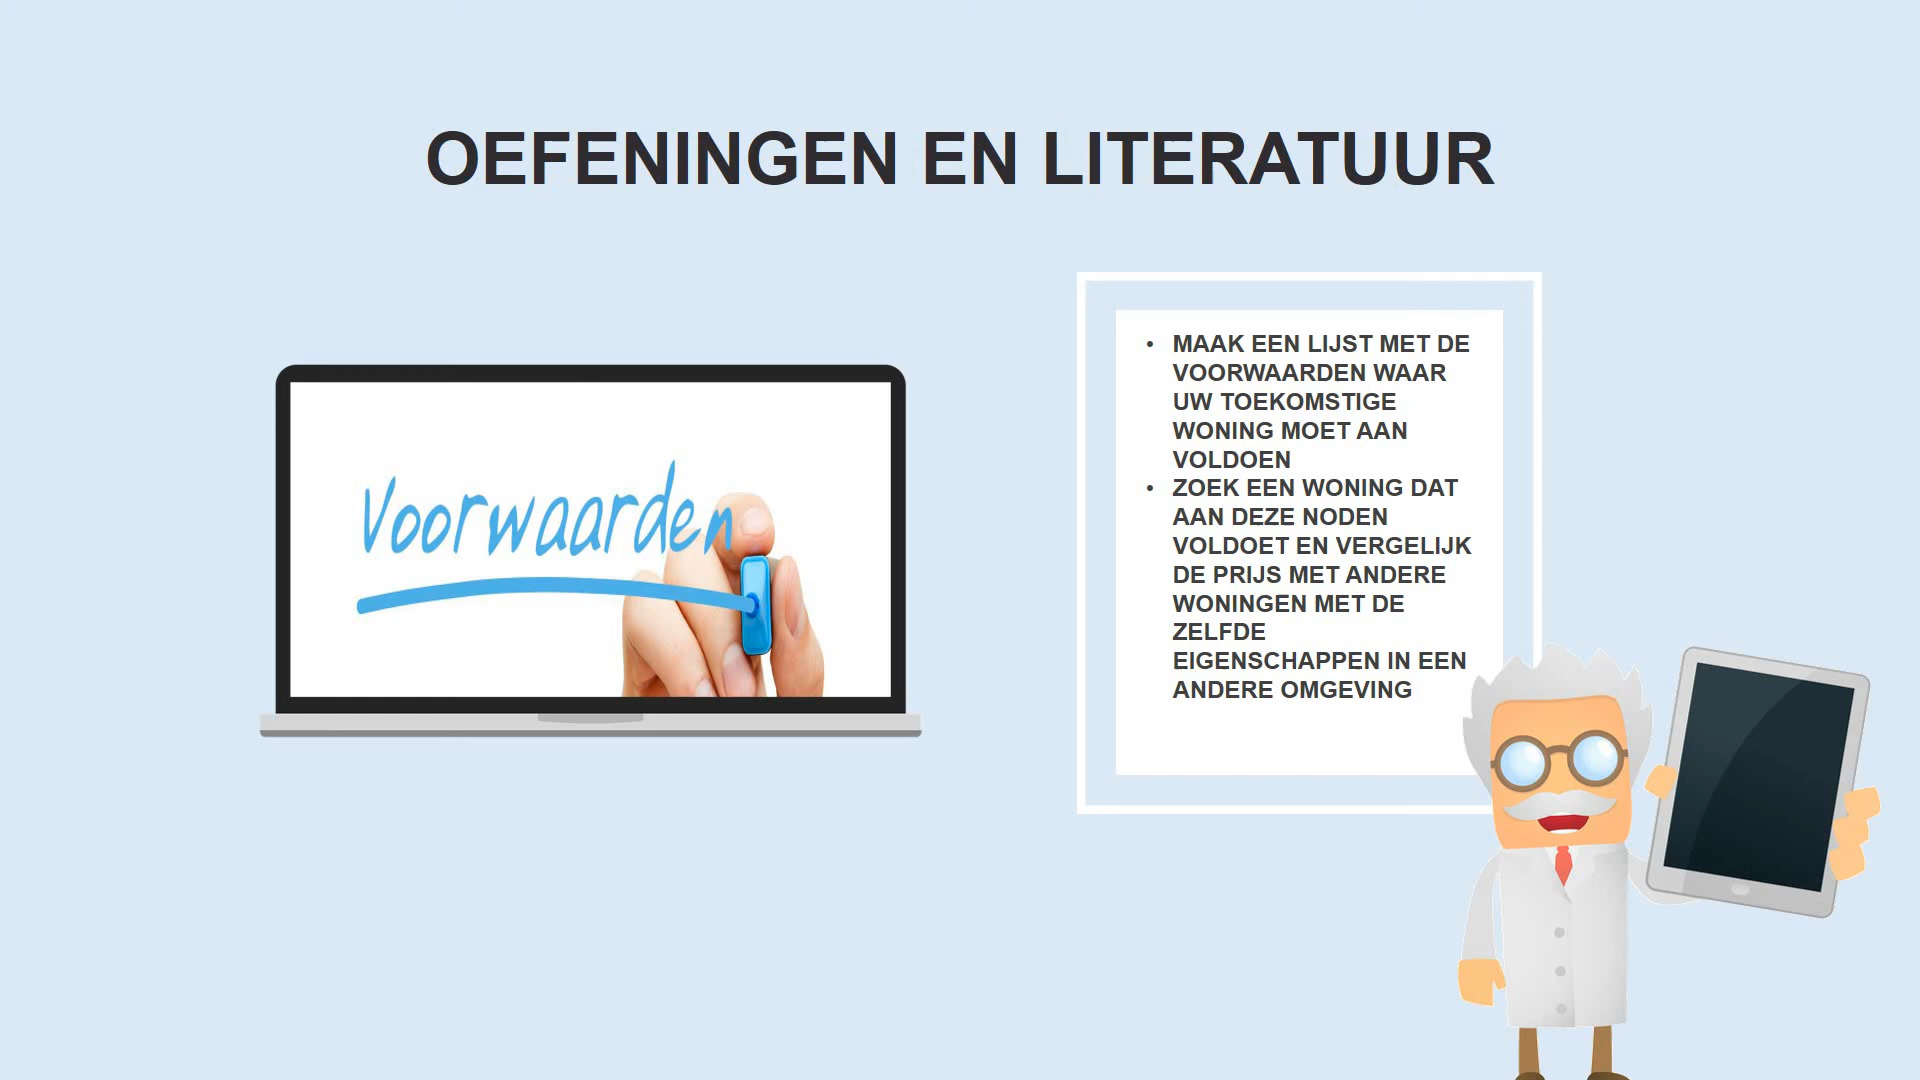 OEFENINGEN EN LITERATUUR
Voorwaarden
• MAAK EEN LIJST MET DE
VOORWAARDEN WAAR
UW TOEKOMSTIGE
WONING MOET AAN
VOLDOEN
• ZOEK EEN WONING DAT
AAN DEZE NODEN
VOLDOET EN VERGELIJK
DE PRIJS MET ANDERE
WONINGEN MET DE
ZELFDE
EIGENSCHAPPEN IN EEN
ANDERE OMGEVING